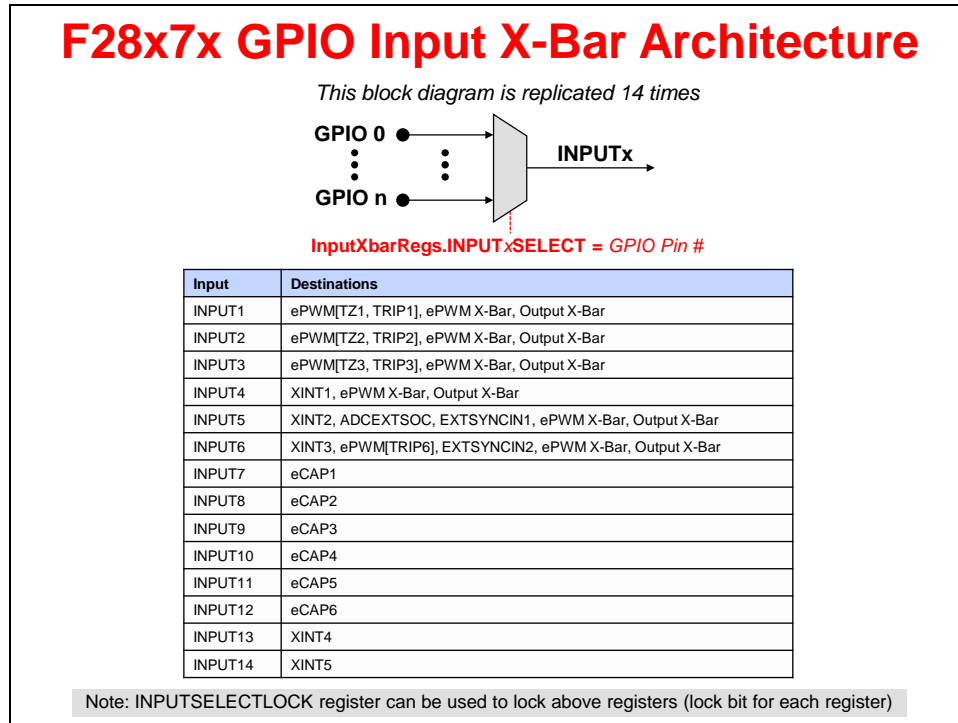 F28x7x GPIO Input X-Bar Architecture
This block diagram is replicated 14 times
GPIO 0
INPUTx
GPIO n
InputXbarRegs.INPUTxSELECT = GPIO Pin #
Input Destinations
INPUT1 ePWM[TZ1, TRIP1], ePWM X-Bar, Output X-Bar
INPUT2 ePWM[TZ2, TRIP2], ePWM X-Bar, Output X-Bar
INPUT3 ePWM[TZ3, TRIP3], ePWM X-Bar, Output X-Bar
INPUT4 XINT1, ePWM X-Bar, Output X-Bar
INPUT5 XINT2, ADCEXTSOC, EXTSYNCIN1, ePWM X-Bar, Output X-Bar
INPUT6 XINT3, ePWM[TRIP6], EXTSYNCIN2, ePWM X-Bar, Output X-Bar
INPUT7 eCAP1
INPUT8 eCAP2
INPUT9 eCAP3
INPUT10 eCAP4
INPUT11 eCAP5
INPUT12 eCAP6
INPUT13 XINT4
INPUT14 XINT5
Note: INPUTSELECTLOCK register can be used to lock above registers (lock bit for each register)